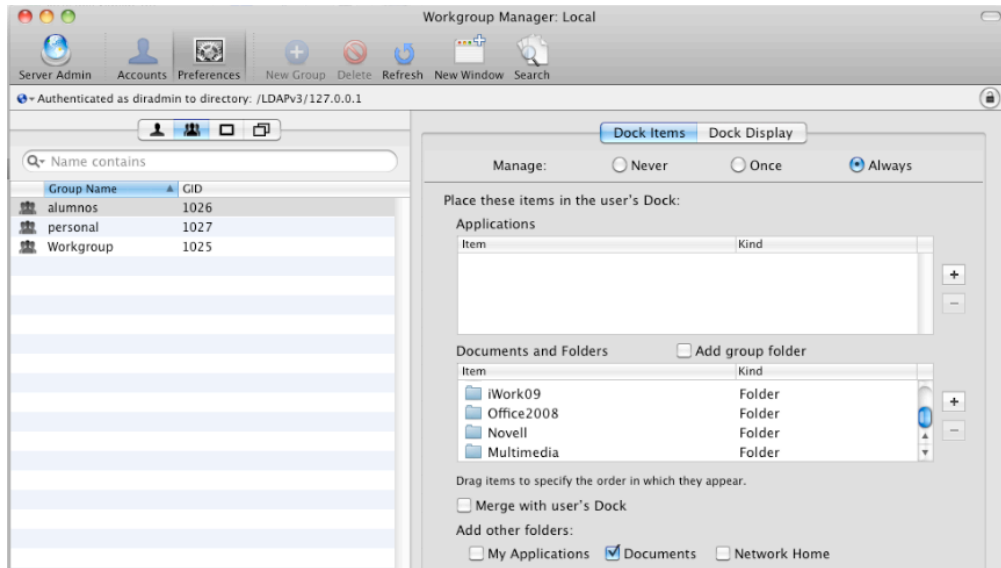 Workgroup Manager: Local
Server Admin Accounts Preferences New Group Delete Refresh New Window Search
Authenticated as diradmin to directory: /LDAPv3/127.0.0.1
Name contains
Group Name GID
alumnos 1026
personal 1027
Workgroup 1025
Dock Items Dock Display
Manage: Never Once Always
Place these items in the user's Dock:
Applications
Item Kind
Documents and Folders Add group folder
Item Kind
iWork09 Folder
Office2008 Folder
Novell Folder
Multimedia Folder
Drag items to specify the order in which they appear.
Merge with user's Dock
Add other folders:
My Applications Documents Network Home